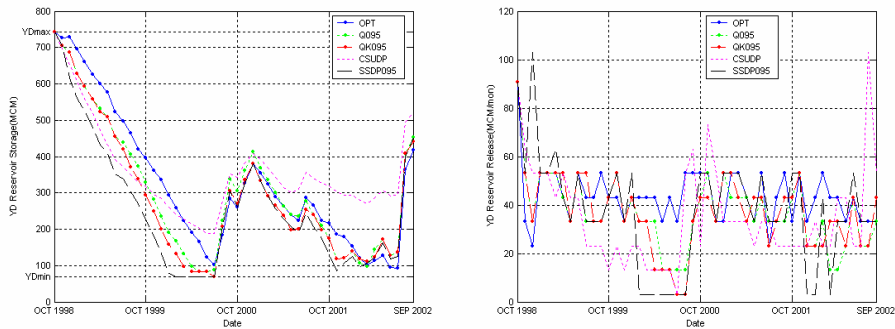 800
YDmax
700
600
500
400
300
200
100
YDmin
0
YD Reservoir Storage(MCM)
OCT 1998
OCT 1999
OCT 2000
OCT 2001
SEP 2002
Date
OPT
Q095
QK095
CSUDP
SSDP095
120
100
80
60
40
20
0
YD Reservoir Release(MCM/mon)
OCT 1998
OCT 1999
OCT 2000
OCT 2001
SEP 2002
Date
OPT
Q095
QK095
CSUDP
SSDP095